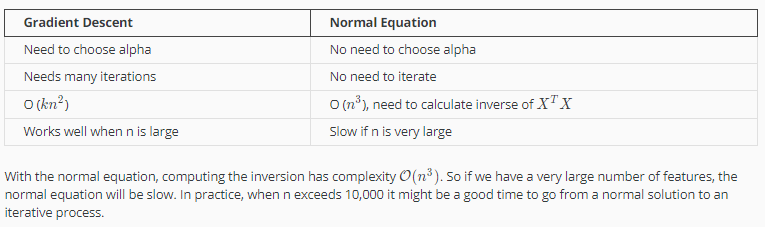 Gradient Descent Normal Equation
Need to choose alpha No need to choose alpha
Needs many iterations No need to iterate
O (kn²) O (n³), need to calculate inverse of XᵀX
Works well when n is large Slow if n is very large
With the normal equation, computing the inversion has complexity 𝒪(n³). So if we have a very large number of features, the
normal equation will be slow. In practice, when n exceeds 10,000 it might be a good time to go from a normal solution to an
iterative process.